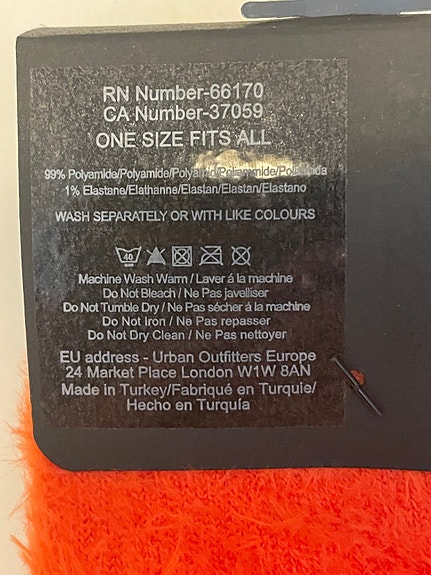 RN Number-66170
CA Number-37059
ONE SIZE FITS ALL
99% Polyamide/Polyamide/Polyamid/Poliammide/Poliamida
1% Elastane/Elathanne/Elastan/Elastan/Elastano
WASH SEPARATELY OR WITH LIKE COLOURS
40
Machine Wash Warm / Laver á la machine
Do Not Bleach / Ne Pas javelliser
Do Not Tumble Dry / Ne Pas sécher á la machine
Do Not Iron / Ne Pas repasser
Do Not Dry Clean / Ne Pas nettoyer
EU address - Urban Outfitters Europe
24 Market Place London W1W 8AN
Made in Turkey/Fabriqué en Turquie/
Hecho en Turquía